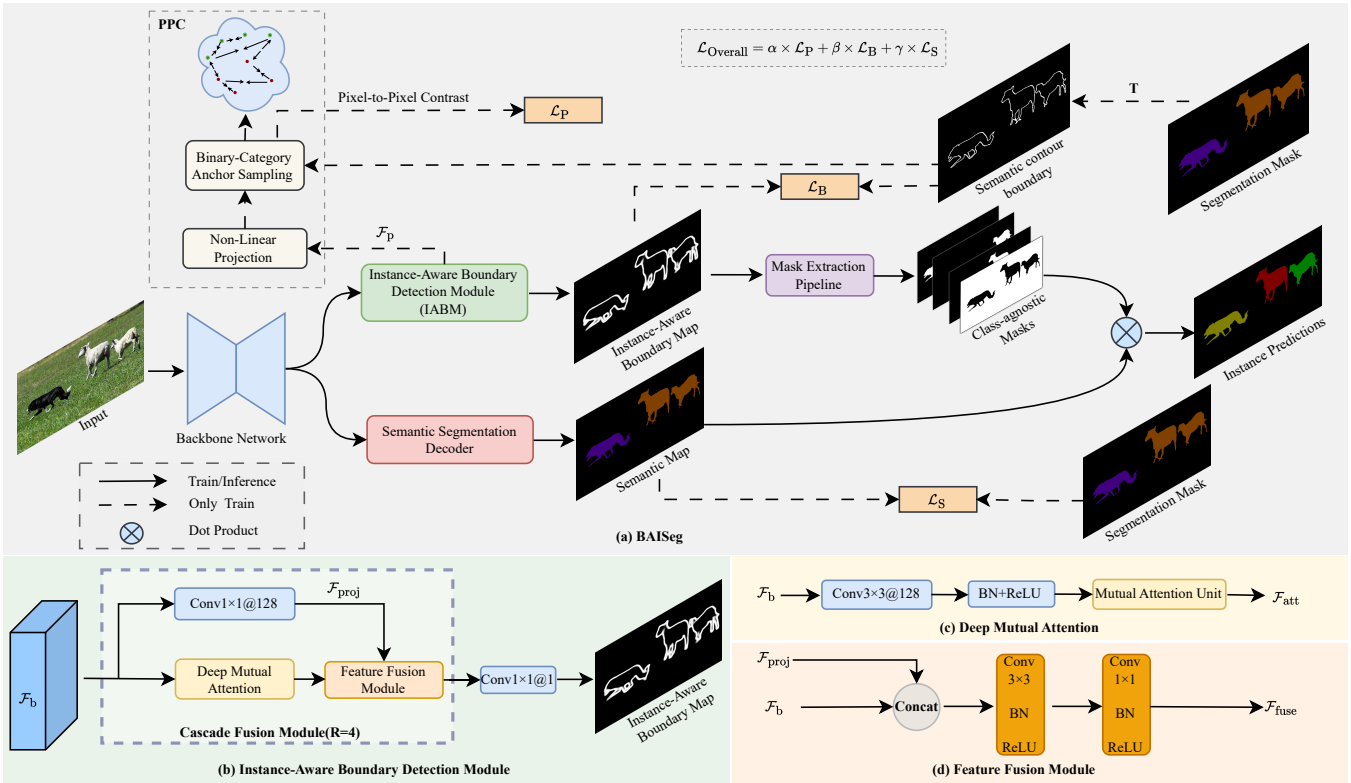 PPC
L_Overall = α × L_P + β × L_B + γ × L_S
Pixel-to-Pixel Contrast
L_P
T
Binary-Category
Anchor Sampling
Semantic contour
boundary
Segmentation Mask
L_B
Non-Linear
Projection
F_p
Instance-Aware Boundary
Detection Module
(IABM)
Instance-Aware
Boundary Map
Mask Extraction
Pipeline
Class-agnostic
Masks
Instance Predictions
Input
Backbone Network
Semantic Segmentation
Decoder
Semantic Map
L_S
Segmentation Mask
Train/Inference
Only Train
Dot Product
(a) BAISeg
F_b
Conv1×1@128
F_proj
Deep Mutual
Attention
Feature Fusion
Module
Conv1×1@1
Instance-Aware
Boundary Map
Cascade Fusion Module(R=4)
(b) Instance-Aware Boundary Detection Module
F_b
Conv3×3@128
BN+ReLU
Mutual Attention Unit
F_att
(c) Deep Mutual Attention
F_proj
F_b
Concat
Conv
3×3
BN
ReLU
Conv
1×1
BN
ReLU
F_fuse
(d) Feature Fusion Module